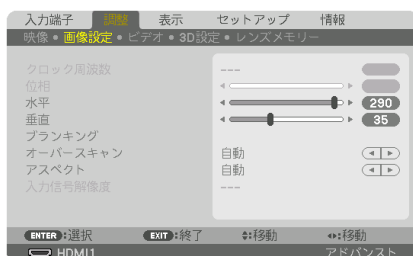 入力端子 調整 表示 セットアップ 情報
映像 ● 画像設定 ● ビデオ ● 3D設定 ● レンズメモリー
クロック周波数 ---
位相
水平 290
垂直 35
ブランキング
オーバースキャン 自動
アスペクト 自動
入力信号解像度 ---
ENTER:選択 EXIT:終了 :移動 :移動
HDMI1 アドバンスト